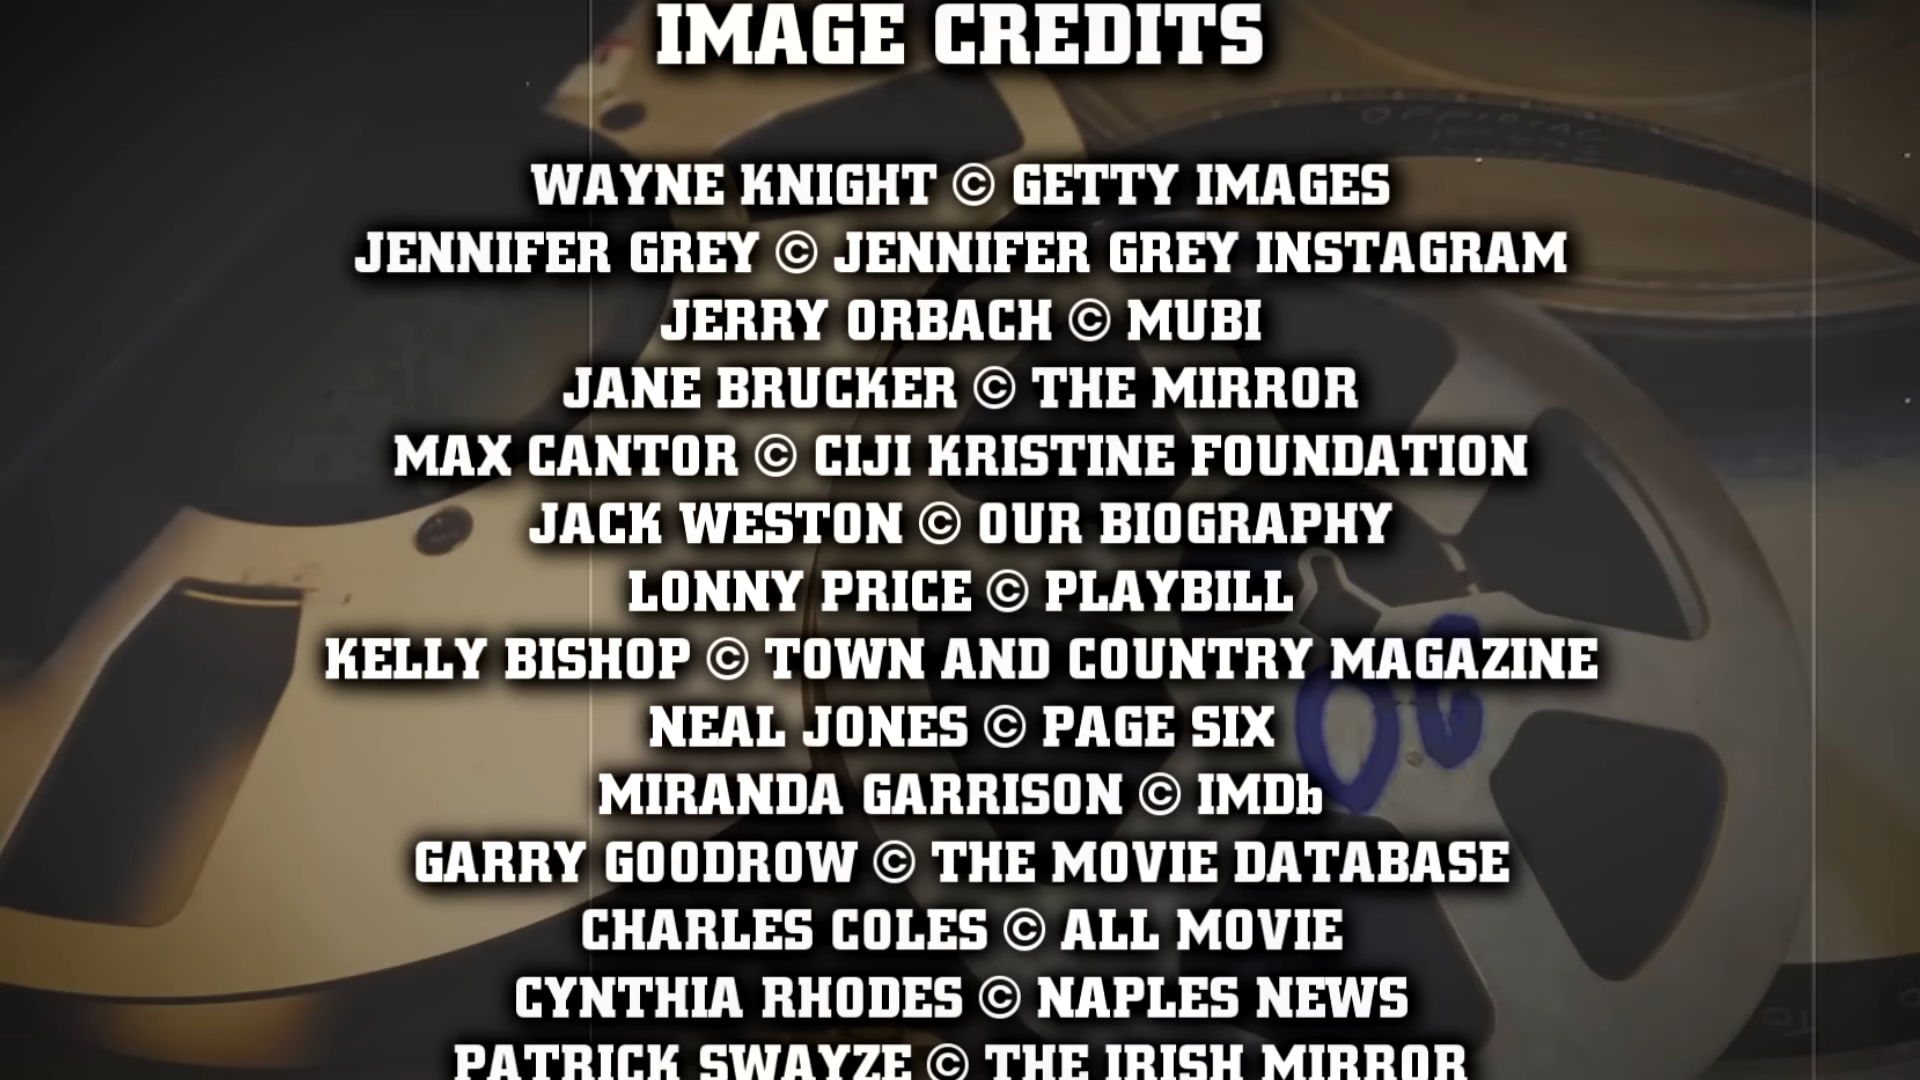 IMAGE CREDITS
WAYNE KNIGHT © GETTY IMAGES
JENNIFER GREY © JENNIFER GREY INSTAGRAM
JERRY ORBACH © MUBI
JANE BRUCKER © THE MIRROR
MAX CANTOR © CIJI KRISTINE FOUNDATION
JACK WESTON © OUR BIOGRAPHY
LONNY PRICE © PLAYBILL
KELLY BISHOP © TOWN AND COUNTRY MAGAZINE
NEAL JONES © PAGE SIX
MIRANDA GARRISON © IMDb
GARRY GOODROW © THE MOVIE DATABASE
CHARLES COLES © ALL MOVIE
CYNTHIA RHODES © NAPLES NEWS
PATRICK SWAYZE © THE IRISH MIRROR